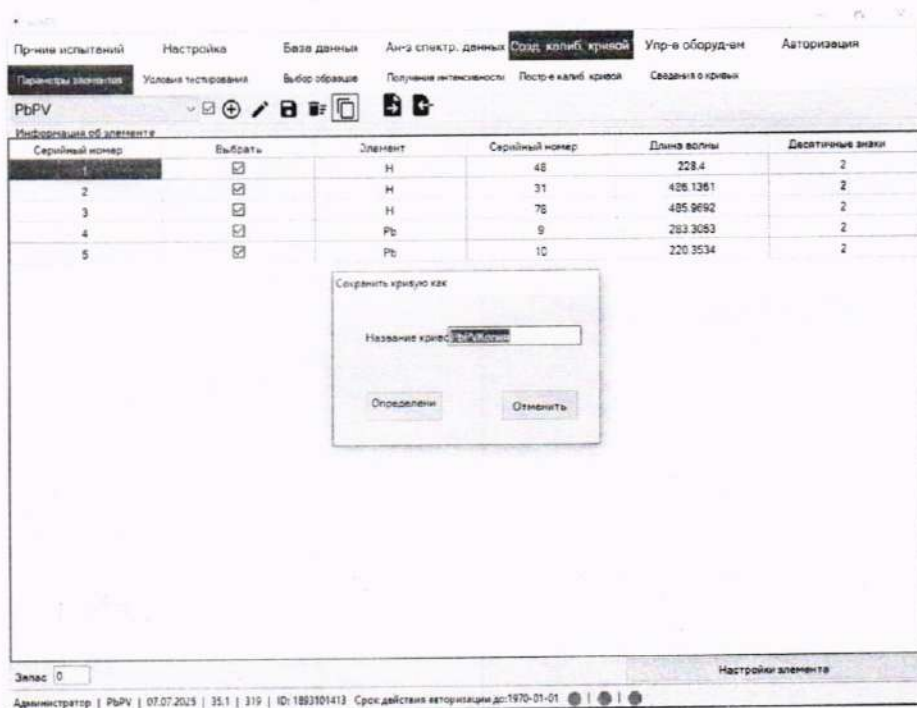 Пр-ние испытаний Настройка База данных Ан-з спектр. данных Созд. калиб. кривой Упр-е оборуд-ем Авторизация
Параметры элементов Условия тестирования Выбор образцов Получение интенсивности Постр-е калиб. кривой Сведения о кривых
PbPV
Информация об элементе
Серийный номер Выбрать Элемент Серийный номер Длина волны Десятичные знаки
1 H 48 228.4 2
2 H 31 426.1361 2
3 H 78 485.9692 2
4 Pb 9 283.3053 2
5 Pb 10 220.3534 2
Сохранить кривую как
Название кривс PbPVКопия
Определени Отменить
Запас 0 Настройки элемента
Администратор | PbPV | 07.07.2025 | 35.1 | 319 | ID: 1893101413 Срок действия авторизации до:1970-01-01